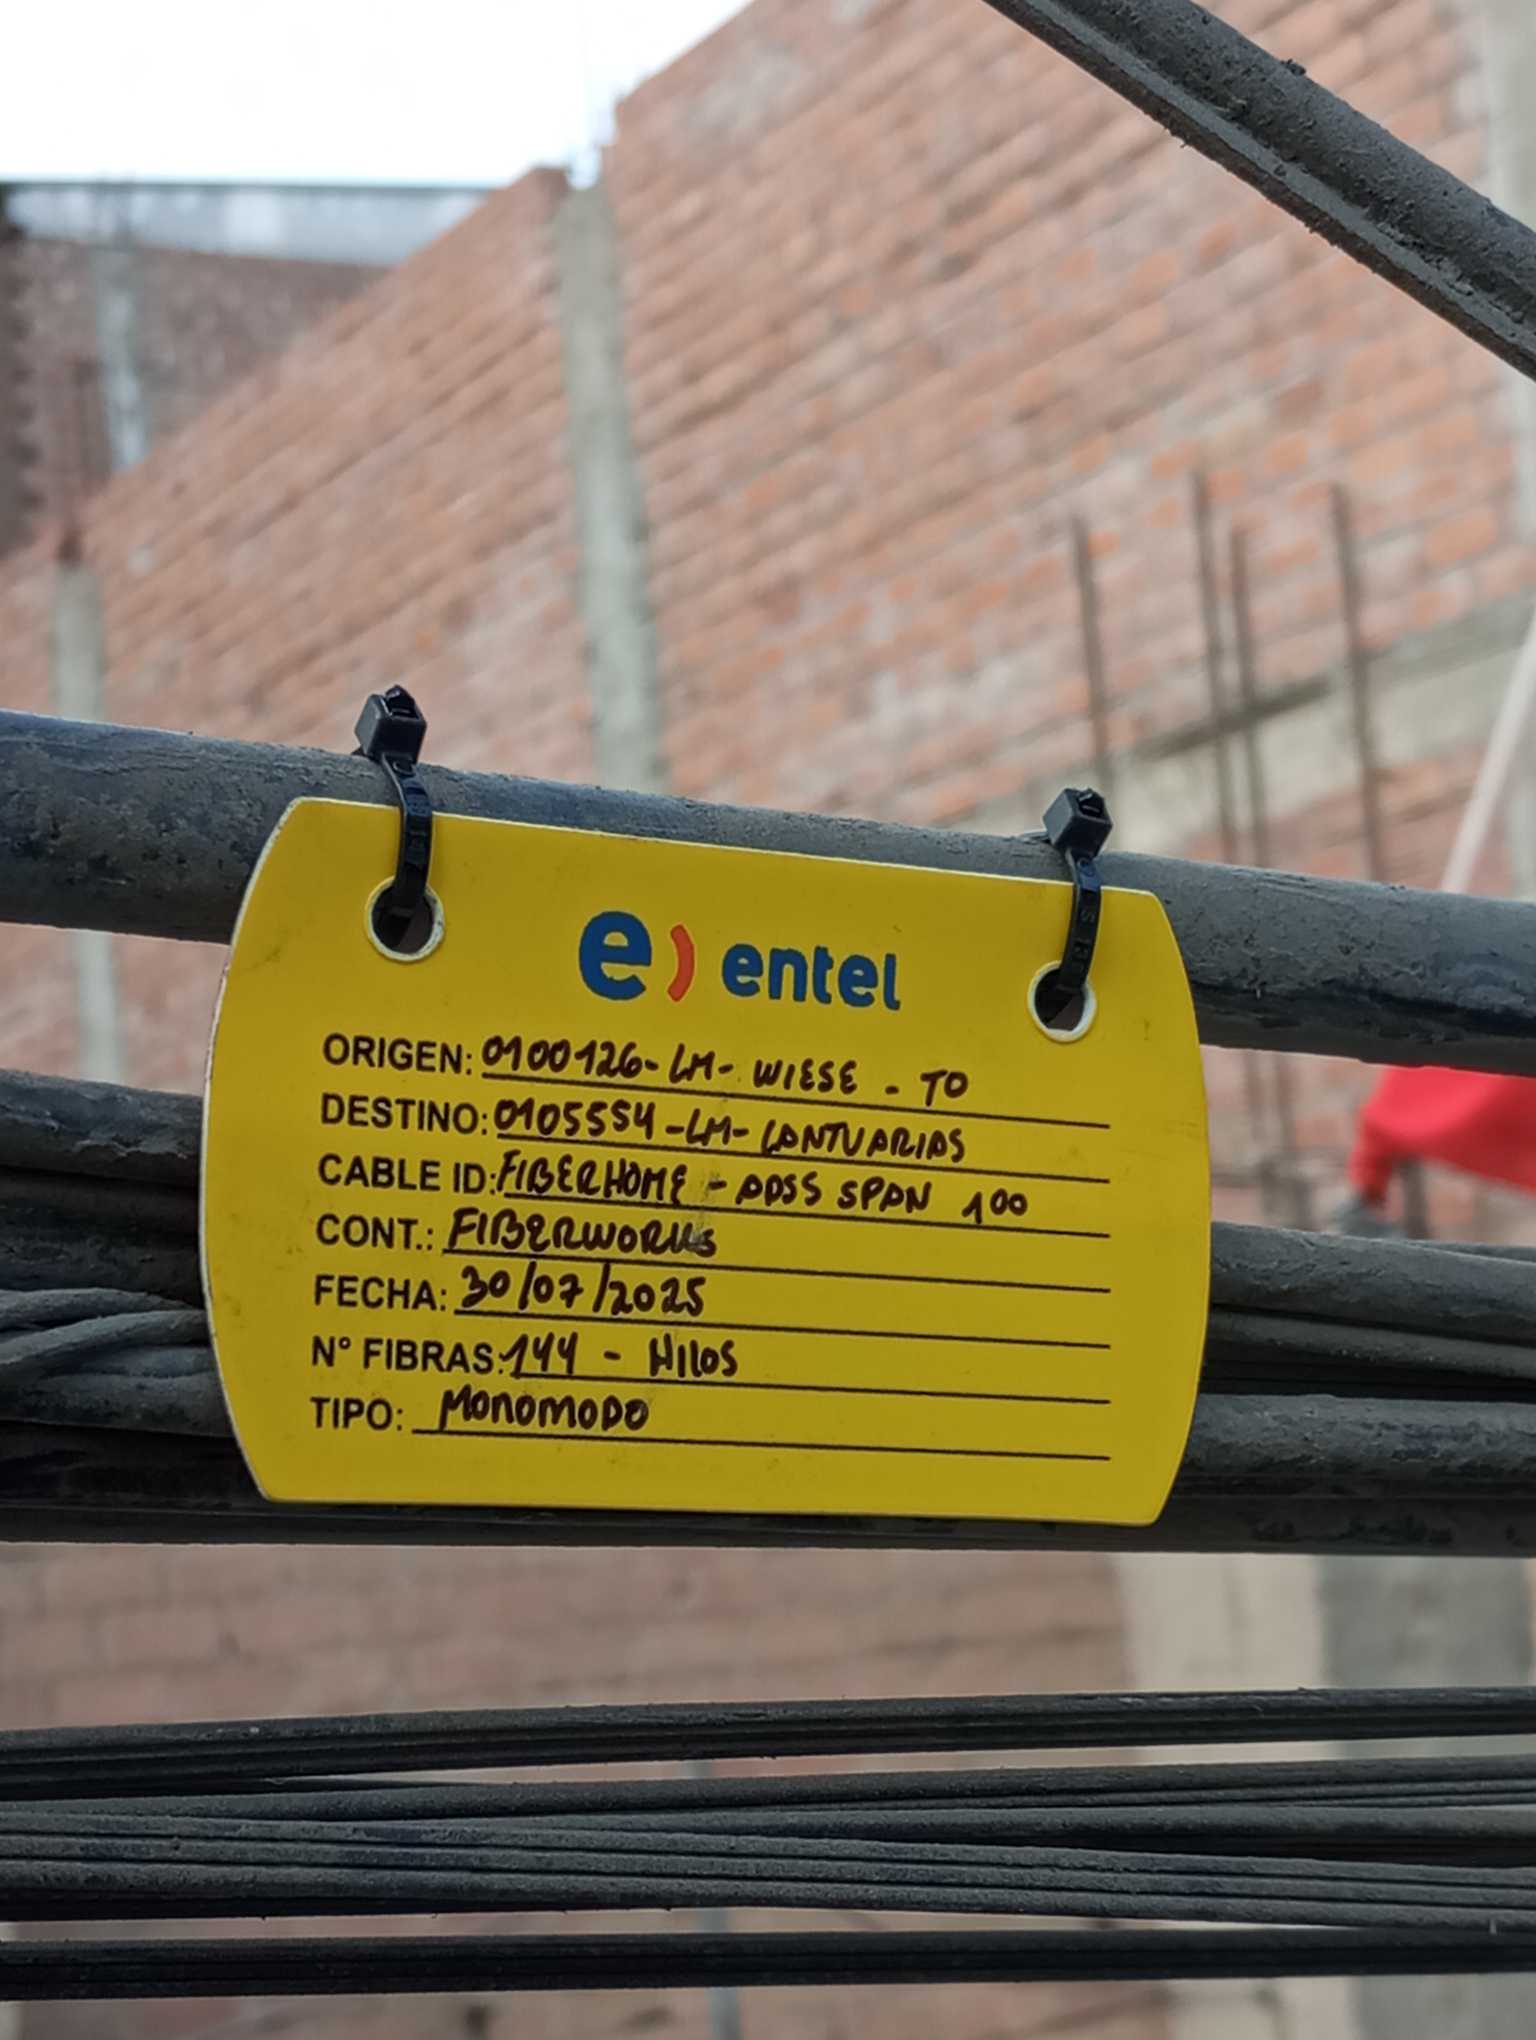 e) entel
ORIGEN: 0100126-LM-WIESE - TO
DESTINO: 0105554-LM-CANTUARIAS
CABLE ID: FIBERHOME - ADSS SPAN 100
CONT.: FIBERWORKS
FECHA: 30/07/2025
N° FIBRAS: 144 - HILOS
TIPO: MONOMODO